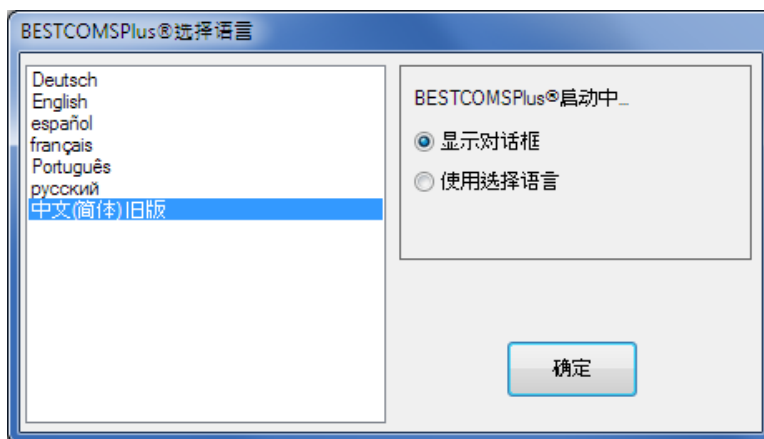 BESTCOMSPlus®选择语言
Deutsch
English
español
français
Português
русский
中文(简体)旧版
BESTCOMSPlus®启动中...
显示对话框
使用选择语言
确定